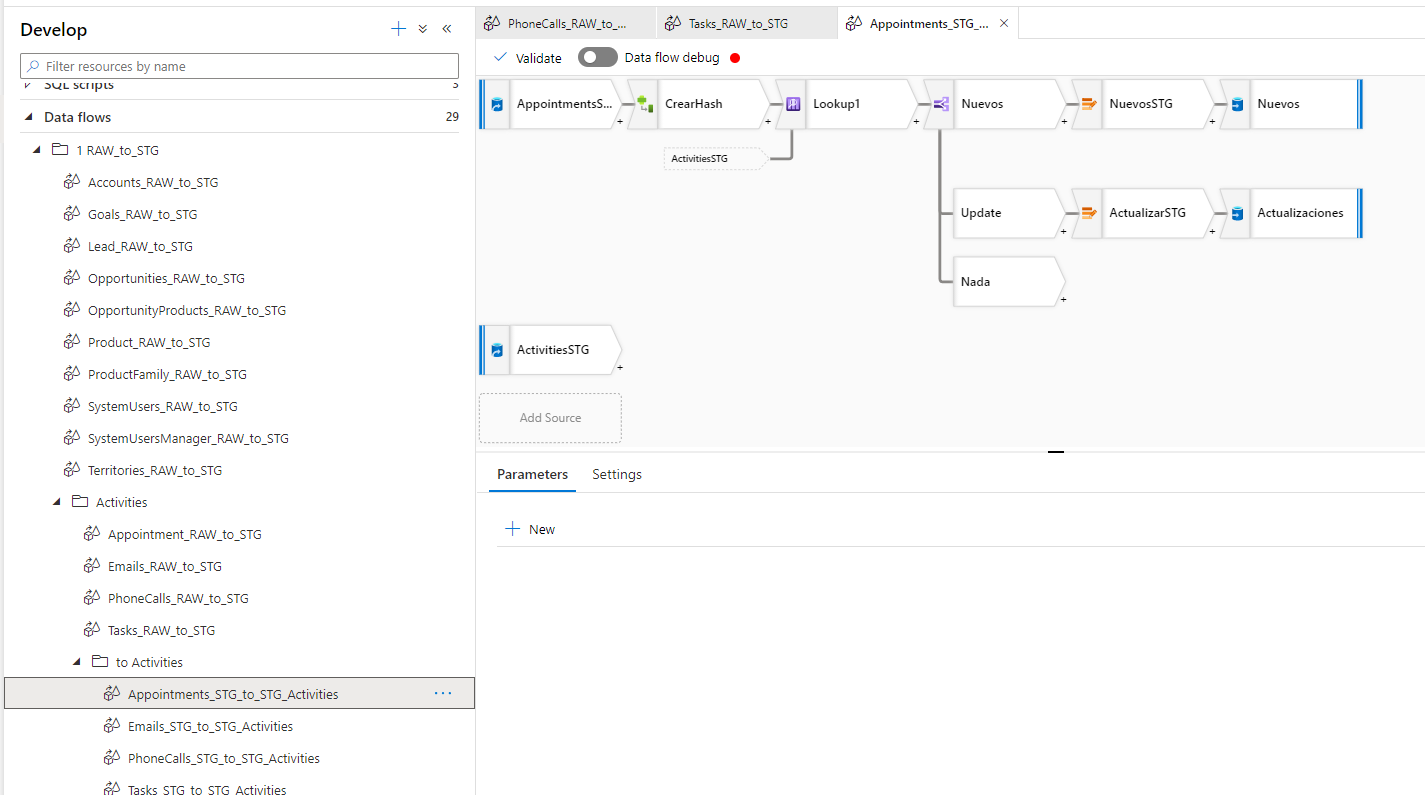 Develop
Filter resources by name
SQL scripts 3
Data flows 29
1 RAW_to_STG
Accounts_RAW_to_STG
Goals_RAW_to_STG
Lead_RAW_to_STG
Opportunities_RAW_to_STG
OpportunityProducts_RAW_to_STG
Product_RAW_to_STG
ProductFamily_RAW_to_STG
SystemUsers_RAW_to_STG
SystemUsersManager_RAW_to_STG
Territories_RAW_to_STG
Activities
Appointment_RAW_to_STG
Emails_RAW_to_STG
PhoneCalls_RAW_to_STG
Tasks_RAW_to_STG
to Activities
Appointments_STG_to_STG_Activities
Emails_STG_to_STG_Activities
PhoneCalls_STG_to_STG_Activities
Tasks_STG_to_STG_Activities
PhoneCalls_RAW_to_... Tasks_RAW_to_STG Appointments_STG_...
Validate Data flow debug
AppointmentsS... CrearHash Lookup1 Nuevos NuevosSTG Nuevos
ActivitiesSTG
Update ActualizarSTG Actualizaciones
Nada
ActivitiesSTG
Add Source
Parameters Settings
New